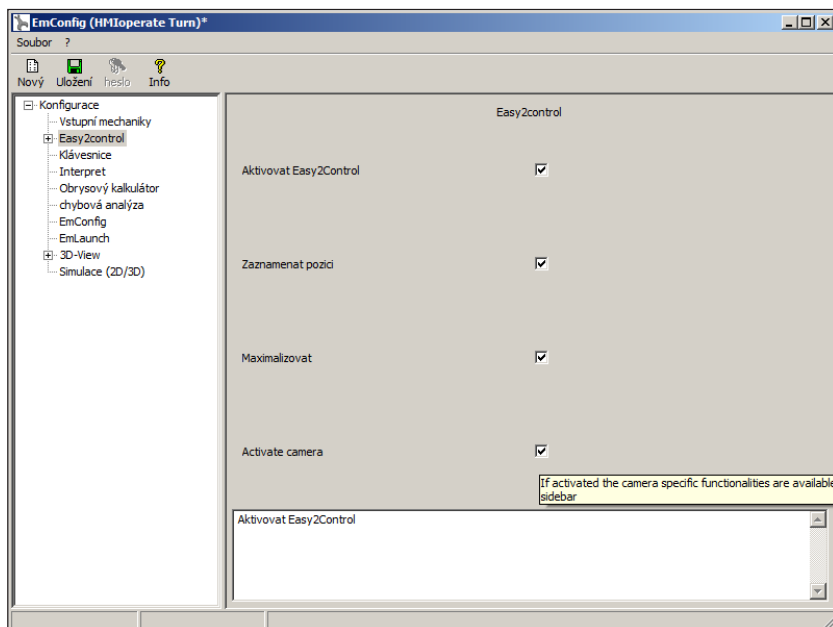 EmConfig (HMIoperate Turn)*
Soubor ?
Nový Uložení heslo Info
Konfigurace
Vstupní mechaniky
Easy2control
Klávesnice
Interpret
Obrysový kalkulátor
chybová analýza
EmConfig
EmLaunch
3D-View
Simulace (2D/3D)
Easy2control
Aktivovat Easy2Control
Zaznamenat pozici
Maximalizovat
Activate camera
If activated the camera specific functionalities are available
sidebar
Aktivovat Easy2Control